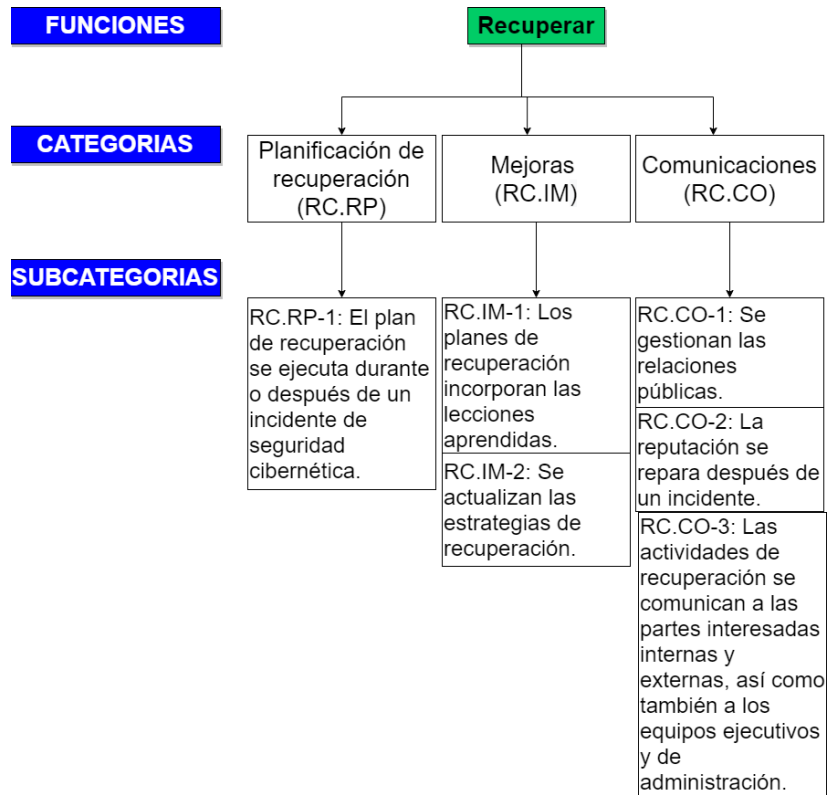 FUNCIONES
Recuperar
CATEGORIAS
Planificación de
recuperación
(RC.RP)
Mejoras
(RC.IM)
Comunicaciones
(RC.CO)
SUBCATEGORIAS
RC.RP-1: El plan
de recuperación
se ejecuta durante
o después de un
incidente de
seguridad
cibernética.
RC.IM-1: Los
planes de
recuperación
incorporan las
lecciones
aprendidas.
RC.IM-2: Se
actualizan las
estrategias de
recuperación.
RC.CO-1: Se
gestionan las
relaciones
públicas.
RC.CO-2: La
reputación se
repara después de
un incidente.
RC.CO-3: Las
actividades de
recuperación se
comunican a las
partes interesadas
internas y
externas, así como
también a los
equipos ejecutivos
y de
administración.